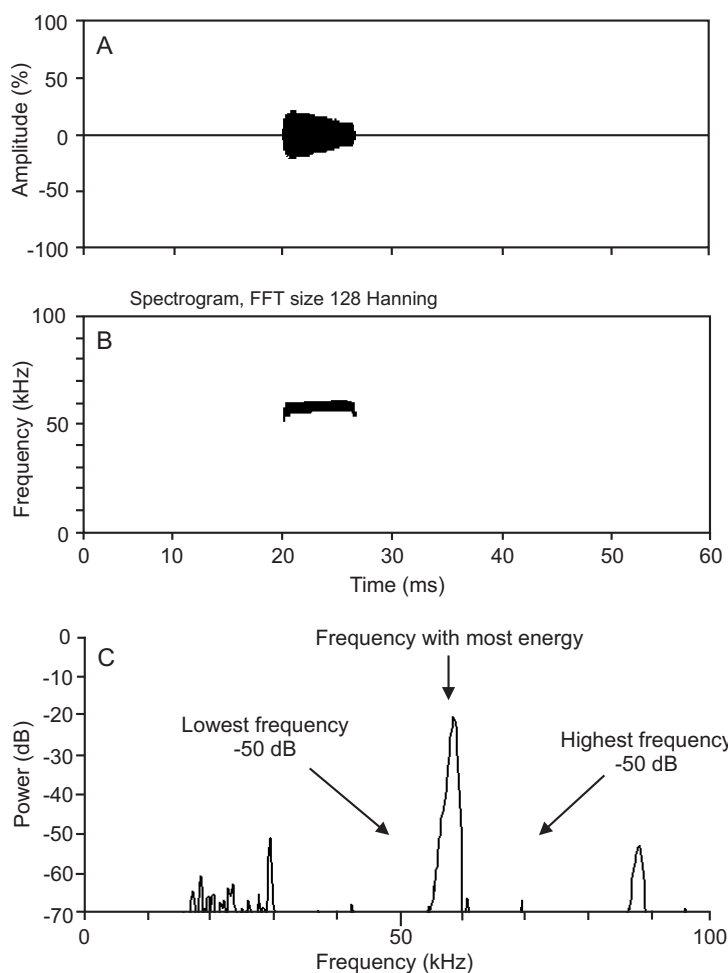 A
100
50
0
-50
-100
Amplitude (%)
Spectrogram, FFT size 128 Hanning
B
100
50
0
Frequency (kHz)
0 10 20 30 40 50 60
Time (ms)
C
0
-10
-20
-30
-40
-50
-60
-70
Power (dB)
Frequency with most energy
Lowest frequency
-50 dB
Highest frequency
-50 dB
0 50 100
Frequency (kHz)